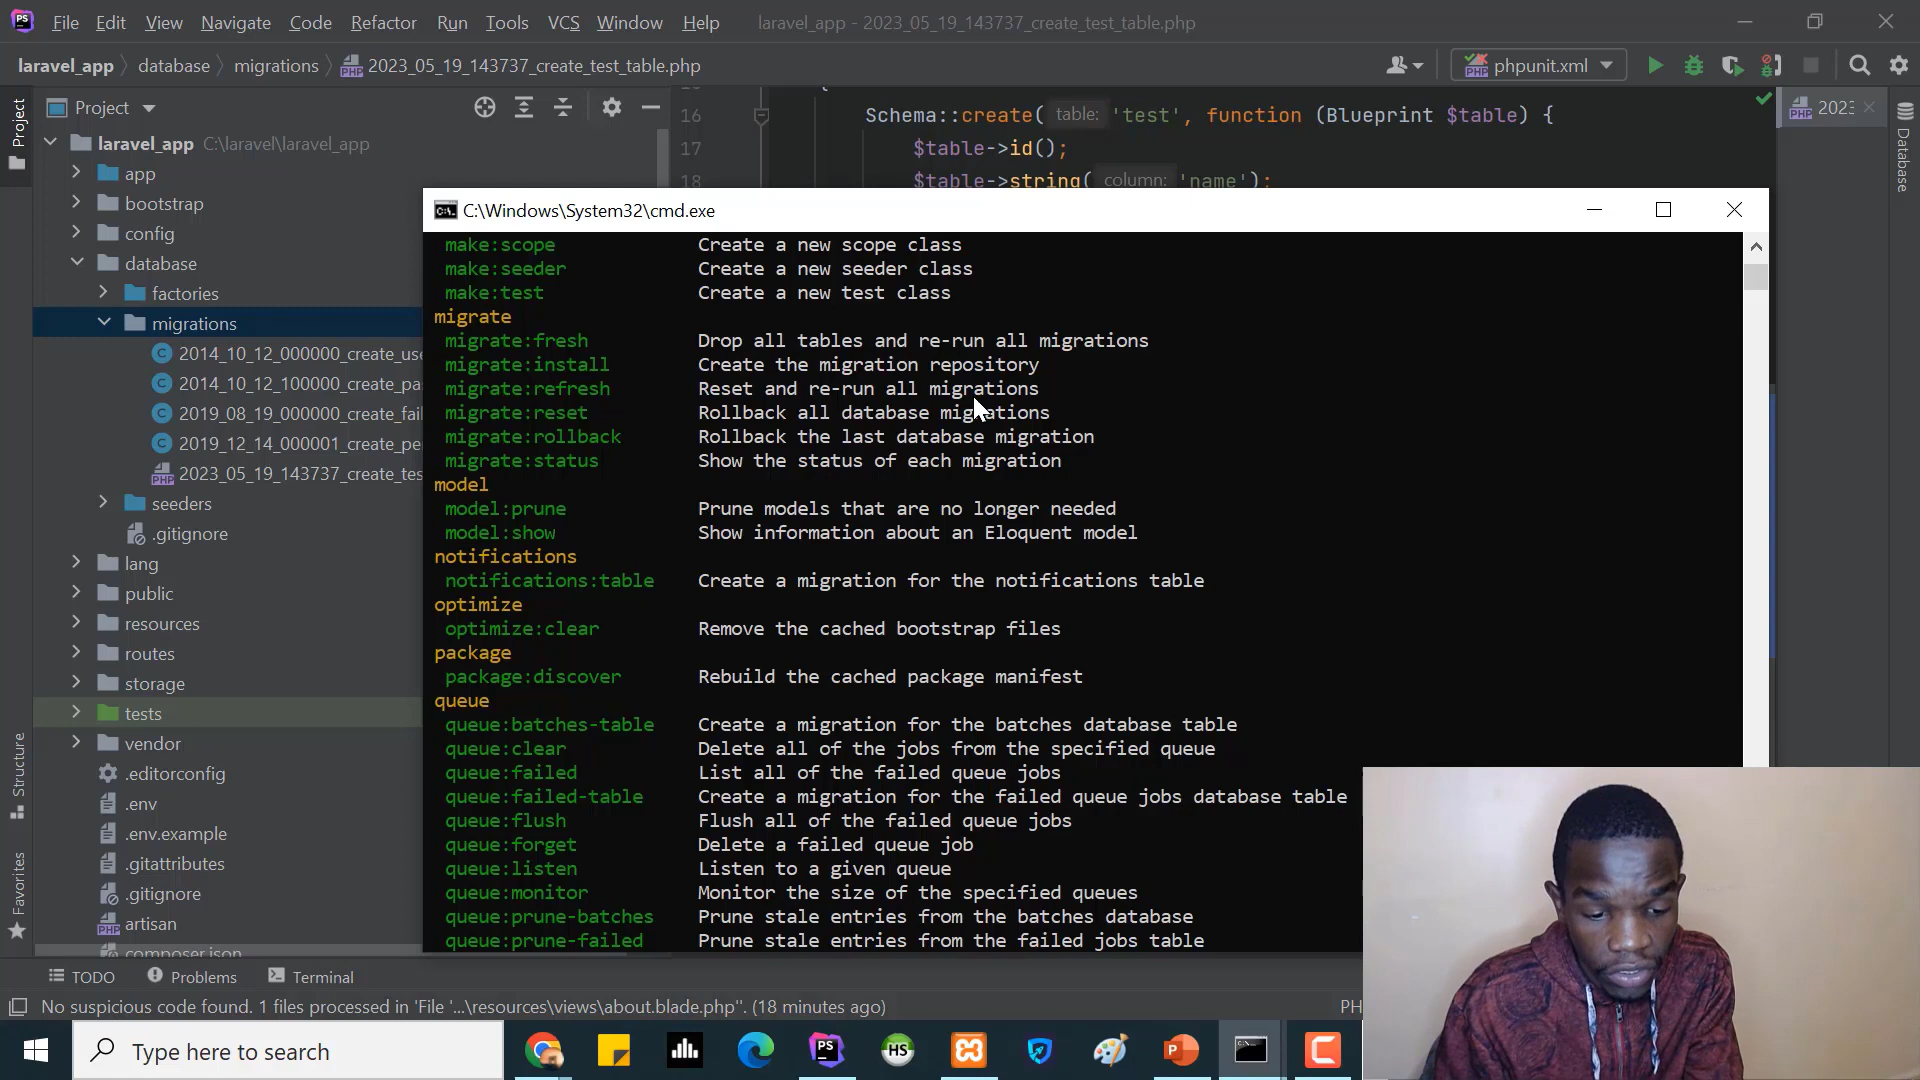 File Edit View Navigate Code Refactor Run Tools VCS Window Help laravel_app - 2023_05_19_143737_create_test_table.php
laravel_app database migrations 2023_05_19_143737_create_test_table.php phpunit.xml
Project
laravel_app C:\laravel\laravel_app
app
bootstrap
config
database
factories
migrations
2014_10_12_000000_create_use
2014_10_12_100000_create_pa
2019_08_19_000000_create_fail
2019_12_14_000001_create_pe
2023_05_19_143737_create_tes
seeders
.gitignore
lang
public
resources
routes
storage
tests
vendor
.editorconfig
.env
.env.example
.gitattributes
.gitignore
artisan
composer.json
Project
Structure
Favorites
16 Schema::create( table: 'test', function (Blueprint $table) {
17 $table->id();
18 $table->string( column: 'name');
2023
Database
C:\Windows\System32\cmd.exe
make:scope Create a new scope class
make:seeder Create a new seeder class
make:test Create a new test class
migrate
migrate:fresh Drop all tables and re-run all migrations
migrate:install Create the migration repository
migrate:refresh Reset and re-run all migrations
migrate:reset Rollback all database migrations
migrate:rollback Rollback the last database migration
migrate:status Show the status of each migration
model
model:prune Prune models that are no longer needed
model:show Show information about an Eloquent model
notifications
notifications:table Create a migration for the notifications table
optimize
optimize:clear Remove the cached bootstrap files
package
package:discover Rebuild the cached package manifest
queue
queue:batches-table Create a migration for the batches database table
queue:clear Delete all of the jobs from the specified queue
queue:failed List all of the failed queue jobs
queue:failed-table Create a migration for the failed queue jobs database table
queue:flush Flush all of the failed queue jobs
queue:forget Delete a failed queue job
queue:listen Listen to a given queue
queue:monitor Monitor the size of the specified queues
queue:prune-batches Prune stale entries from the batches database
queue:prune-failed Prune stale entries from the failed jobs table
TODO Problems Terminal
No suspicious code found. 1 files processed in 'File '...\resources\views\about.blade.php''. (18 minutes ago) PH
Type here to search